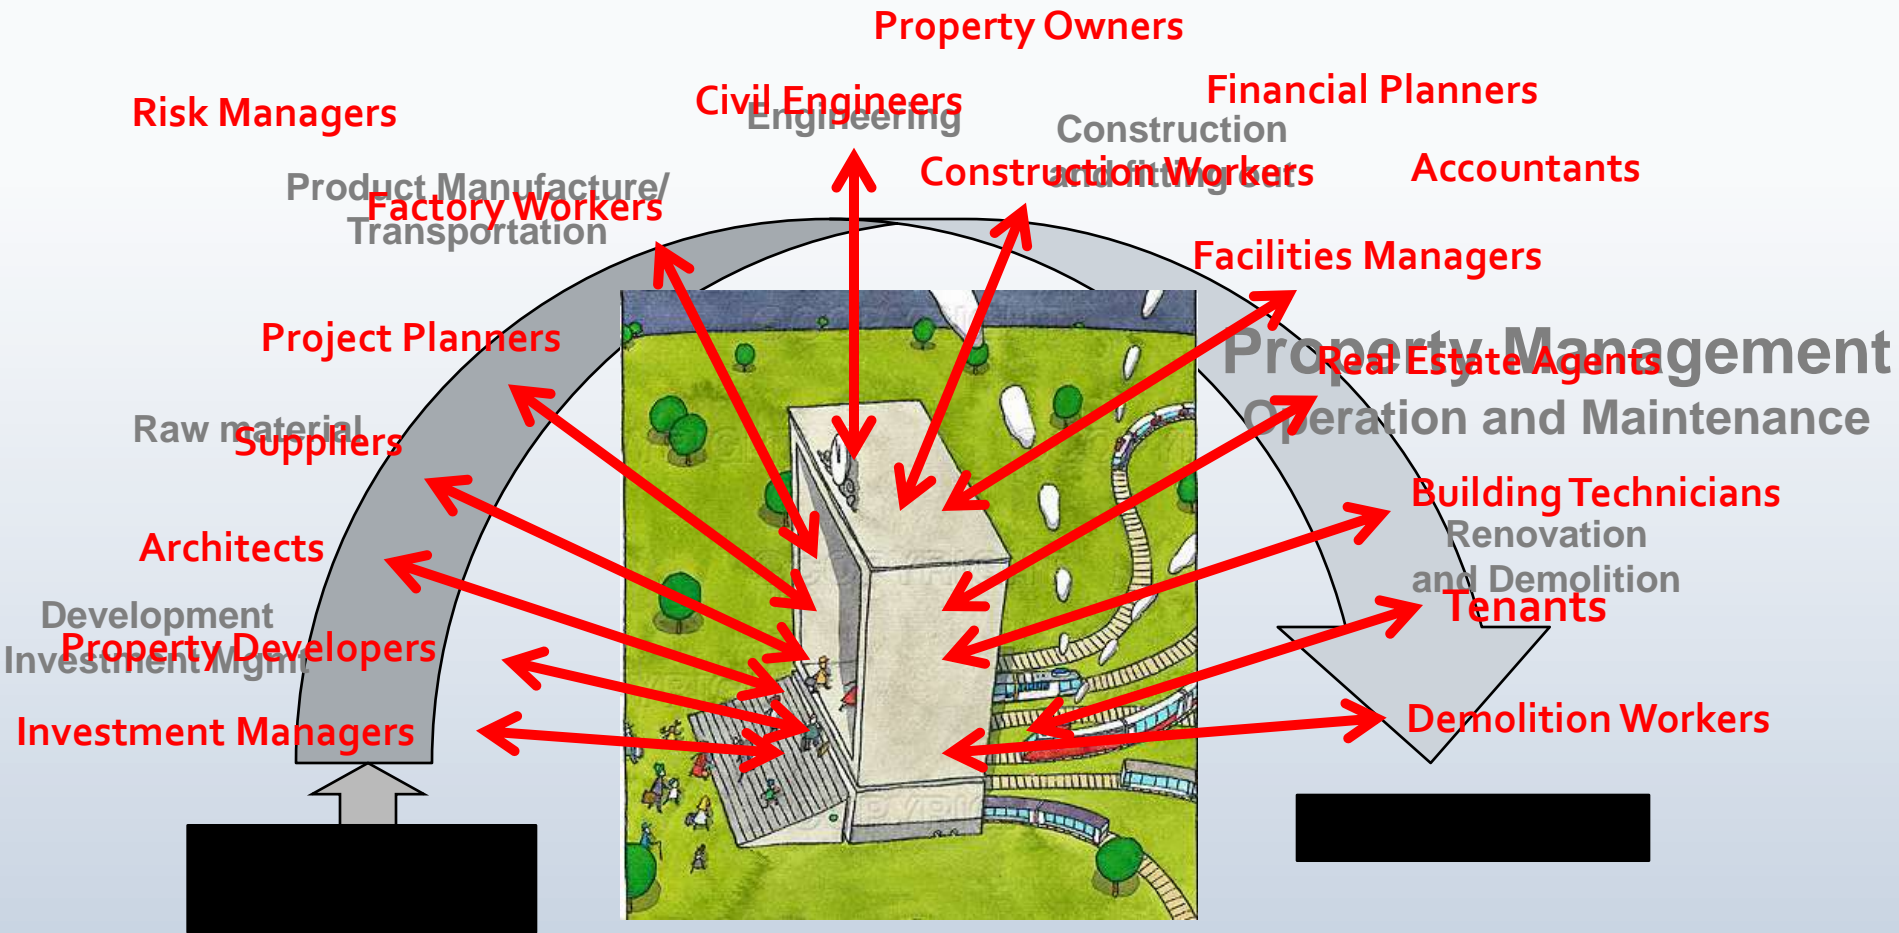 Property Owners
Risk Managers
Civil Engineers
Engineering
Financial Planners
Construction
and fitting out
Construction Workers
Accountants
Product Manufacture/
Transportation
Factory Workers
Facilities Managers
Project Planners
Property Management
Operation and Maintenance
Real Estate Agents
Raw material
Suppliers
Building Technicians
Renovation
and Demolition
Architects
Tenants
Development
Investment Mgmt
Property Developers
Investment Managers
Demolition Workers